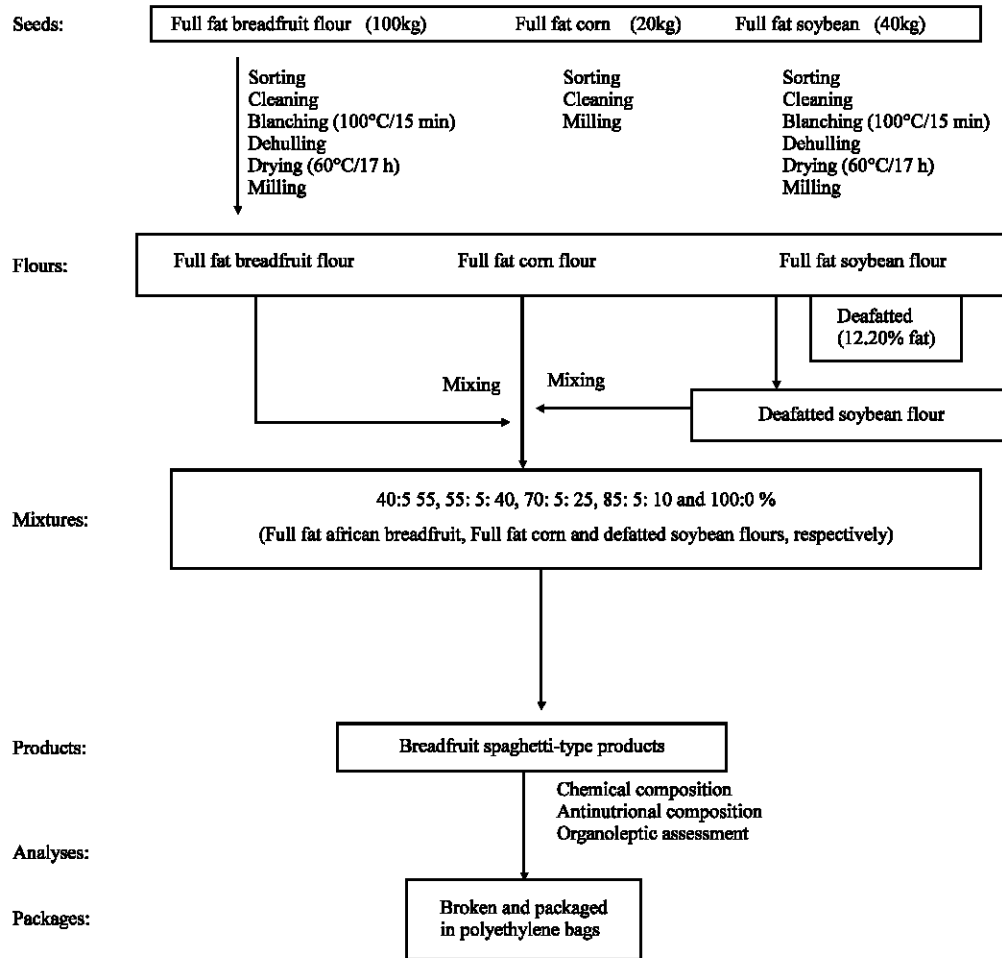 Seeds: Full fat breadfruit flour (100kg) Full fat corn (20kg) Full fat soybean (40kg)
Sorting
Cleaning
Blanching (100°C/15 min)
Dehulling
Drying (60°C/17 h)
Milling
Sorting
Cleaning
Milling
Sorting
Cleaning
Blanching (100°C/15 min)
Dehulling
Drying (60°C/17 h)
Milling
Flours: Full fat breadfruit flour Full fat corn flour Full fat soybean flour
Deafatted
(12.20% fat)
Mixing Mixing
Deafatted soybean flour
Mixtures:
40:5 55, 55: 5: 40, 70: 5: 25, 85: 5: 10 and 100:0 %
(Full fat african breadfruit, Full fat corn and defatted soybean flours, respectively)
Products: Breadfruit spaghetti-type products
Chemical composition
Antinutrional composition
Organoleptic assessment
Analyses:
Packages:
Broken and packaged
in polyethylene bags